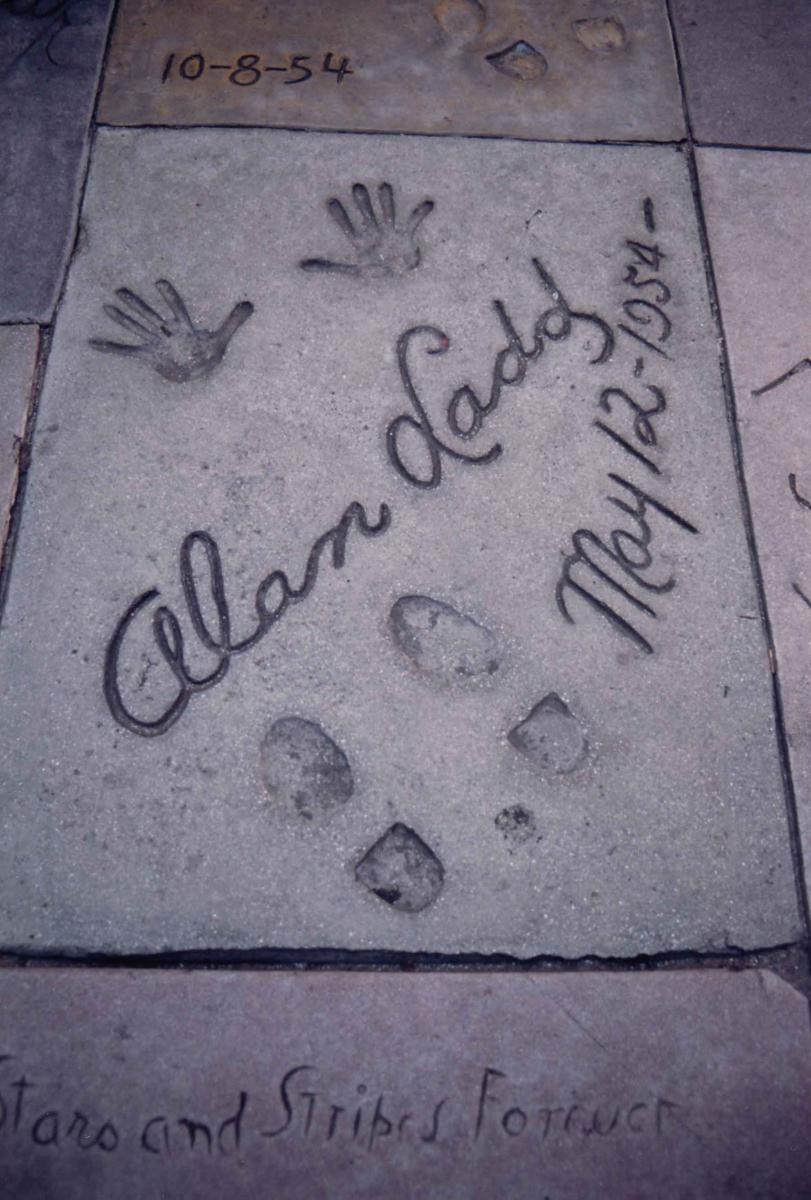 10-8-54
Alan Ladd
May 12-1954-
Stars and Stripes Forever